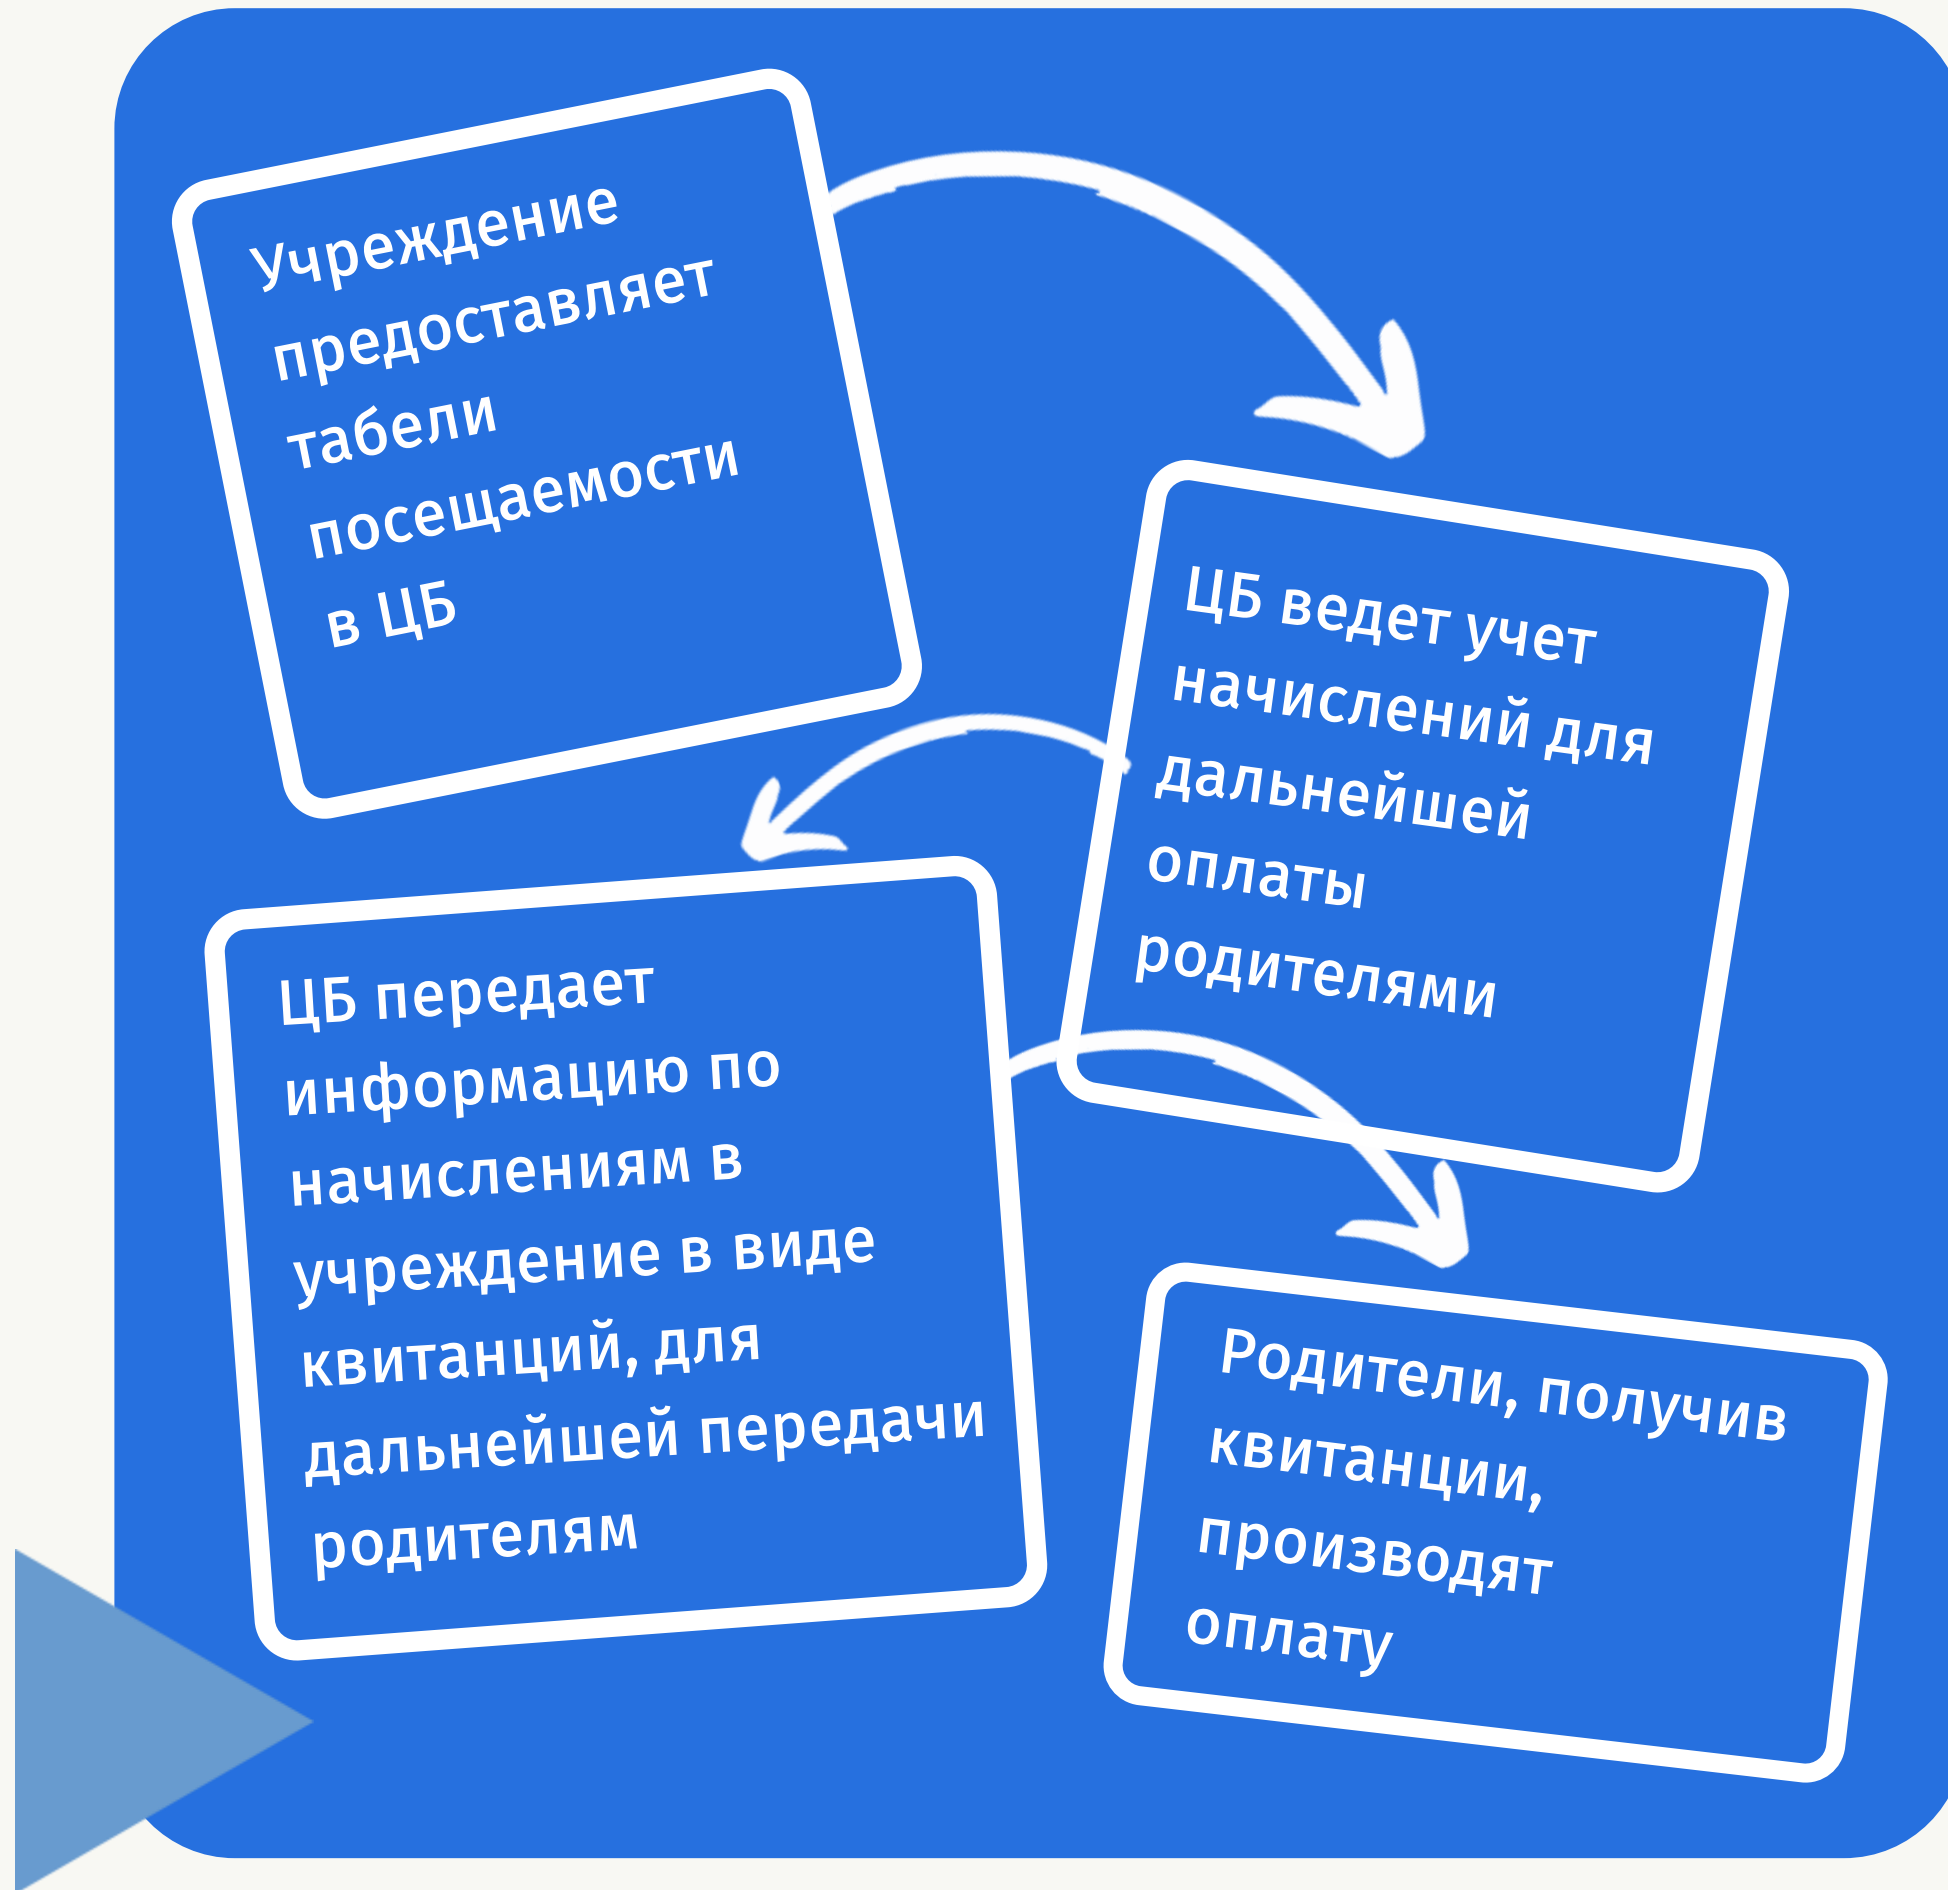 Учреждение
предоставляет
табели
посещаемости
в ЦБ
ЦБ ведет учет
начислений для
дальнейшей
оплаты
родителями
ЦБ передает
информацию по
начислениям в
учреждение в виде
квитанций, для
дальнейшей передачи
родителям
Родители, получив
квитанции,
производят
оплату